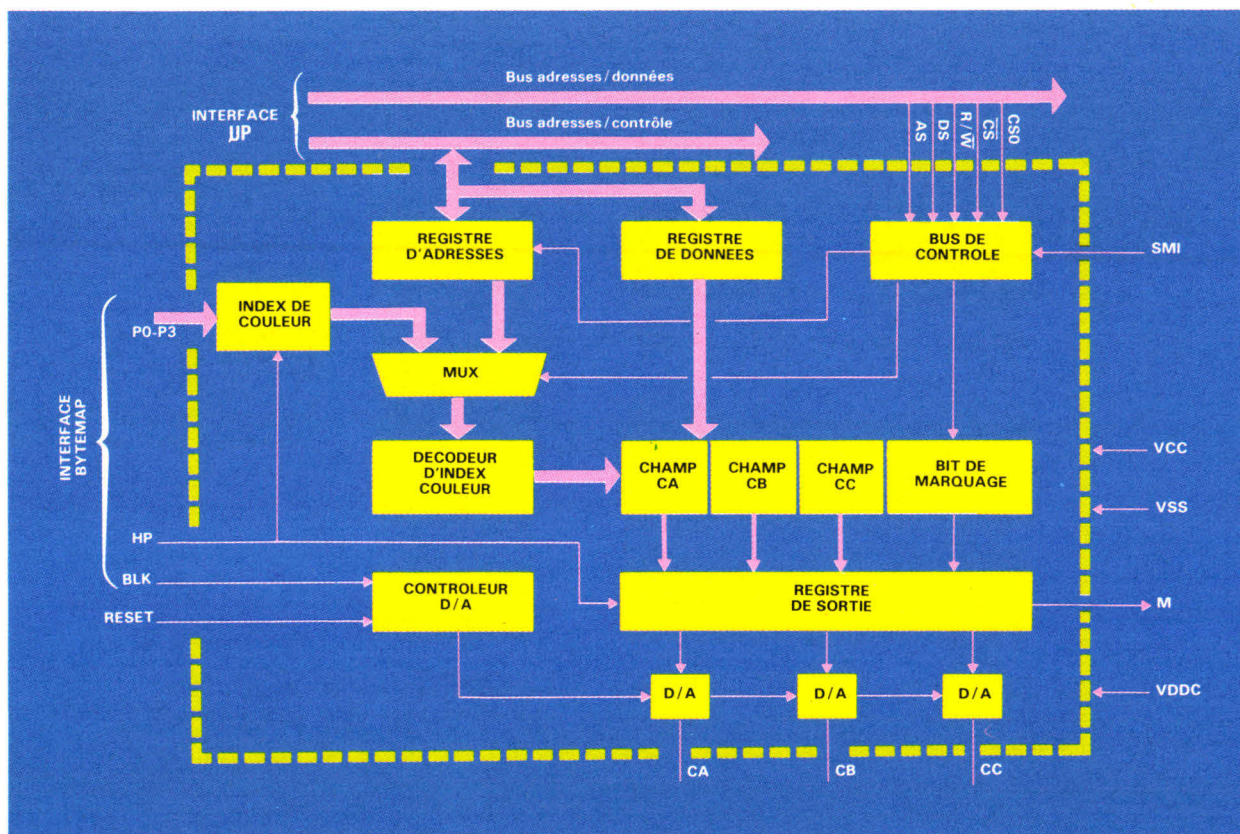 Bus adresses / données
INTERFACE
µP
Bus adresses / contrôle
AS
DS
R / W̅
C̅S̅
CSO
REGISTRE
D'ADRESSES
REGISTRE
DE DONNEES
BUS DE
CONTROLE
SMI
INDEX DE
COULEUR
P0-P3
MUX
INTERFACE
BYTEMAP
DECODEUR
D'INDEX
COULEUR
CHAMP
CA
CHAMP
CB
CHAMP
CC
BIT DE
MARQUAGE
VCC
VSS
HP
BLK
RESET
CONTROLEUR
D/A
REGISTRE
DE SORTIE
M
D/A
D/A
D/A
VDDC
CA
CB
CC